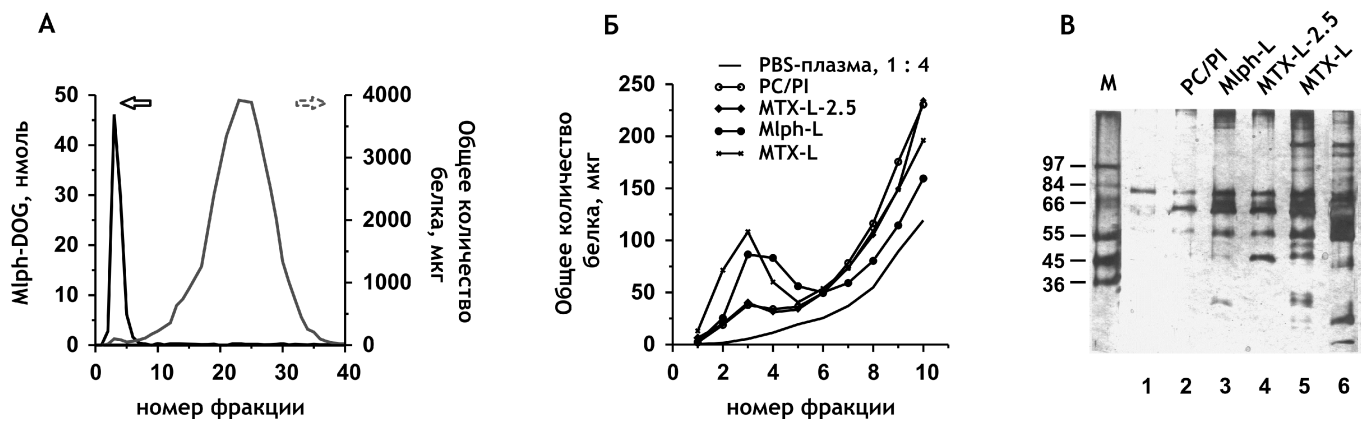 А
Mlph-DOG, нмоль
50
40
30
20
10
0
4000
3000
4000
2000
1000
0
Общее количество
белка, мкг
0
10
20
30
40
номер фракции
Б
PBS-плазма, 1 : 4
PC/PI
MTX-L-2.5
Mlph-L
MTX-L
Общее количество
белка, мкг
250
200
150
100
50
0
0
2
4
6
8
10
номер фракции
В
М
PC/PI
Mlph-L
MTX-L-2.5
MTX-L
97
84
66
55
45
36
1
2
3
4
5
6